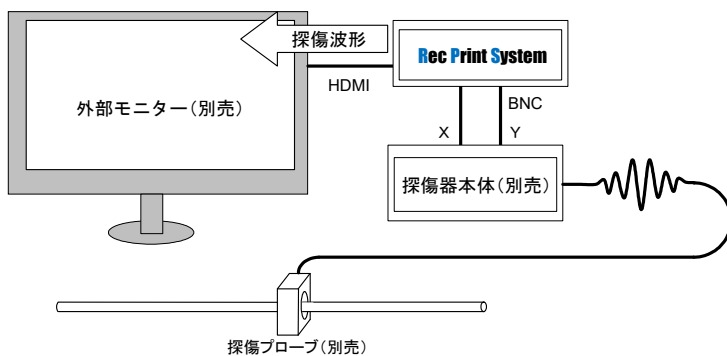 探傷波形
Rec Print System
HDMI
外部モニター（別売）
BNC
X
Y
探傷器本体（別売）
探傷プローブ（別売）